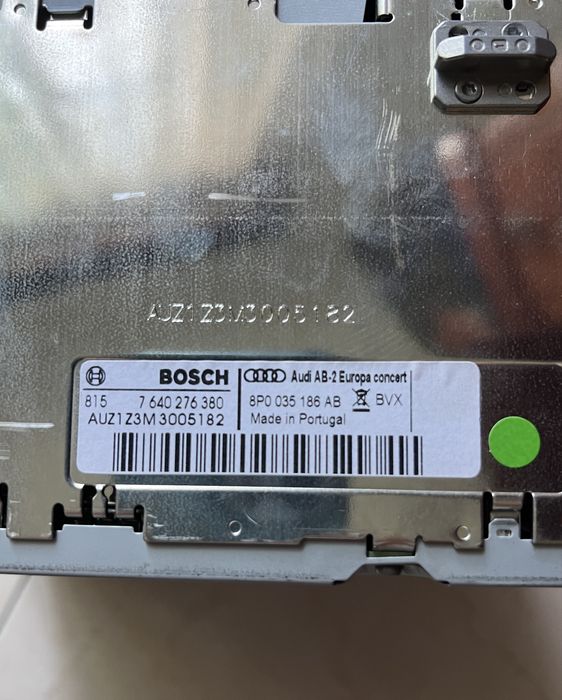 AUZ1Z3M3005182
BOSCH
815 7 640 276 380
AUZ1Z3M3005182
Audi AB-2 Europa concert
8P0 035 186 AB BVX
Made in Portugal